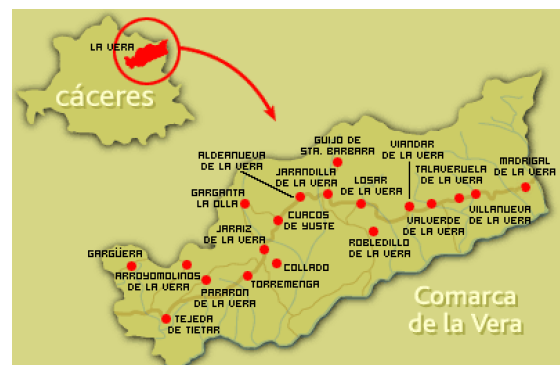 LA VERA
cáceres
GUIJO DE
STA. BARBARA
VIANDAR
DE LA VERA
ALDEANUEVA
DE LA VERA
TALAVERUELA
DE LA VERA
MADRIGAL
DE LA VERA
JARANDILLA
DE LA VERA
LOSAR
DE LA VERA
GARGANTA
LA OLLA
CUACOS
DE YUSTE
VILLANUEVA
DE LA VERA
VALVERDE
DE LA VERA
JARAIZ
DE LA VERA
ROBLEDILLO
DE LA VERA
GARGÜERA
COLLADO
ARROYOMOLINOS
DE LA VERA
TORREMENGA
PARARON
DE LA VERA
TEJEDA
DE TIETAR
Comarca
de la Vera